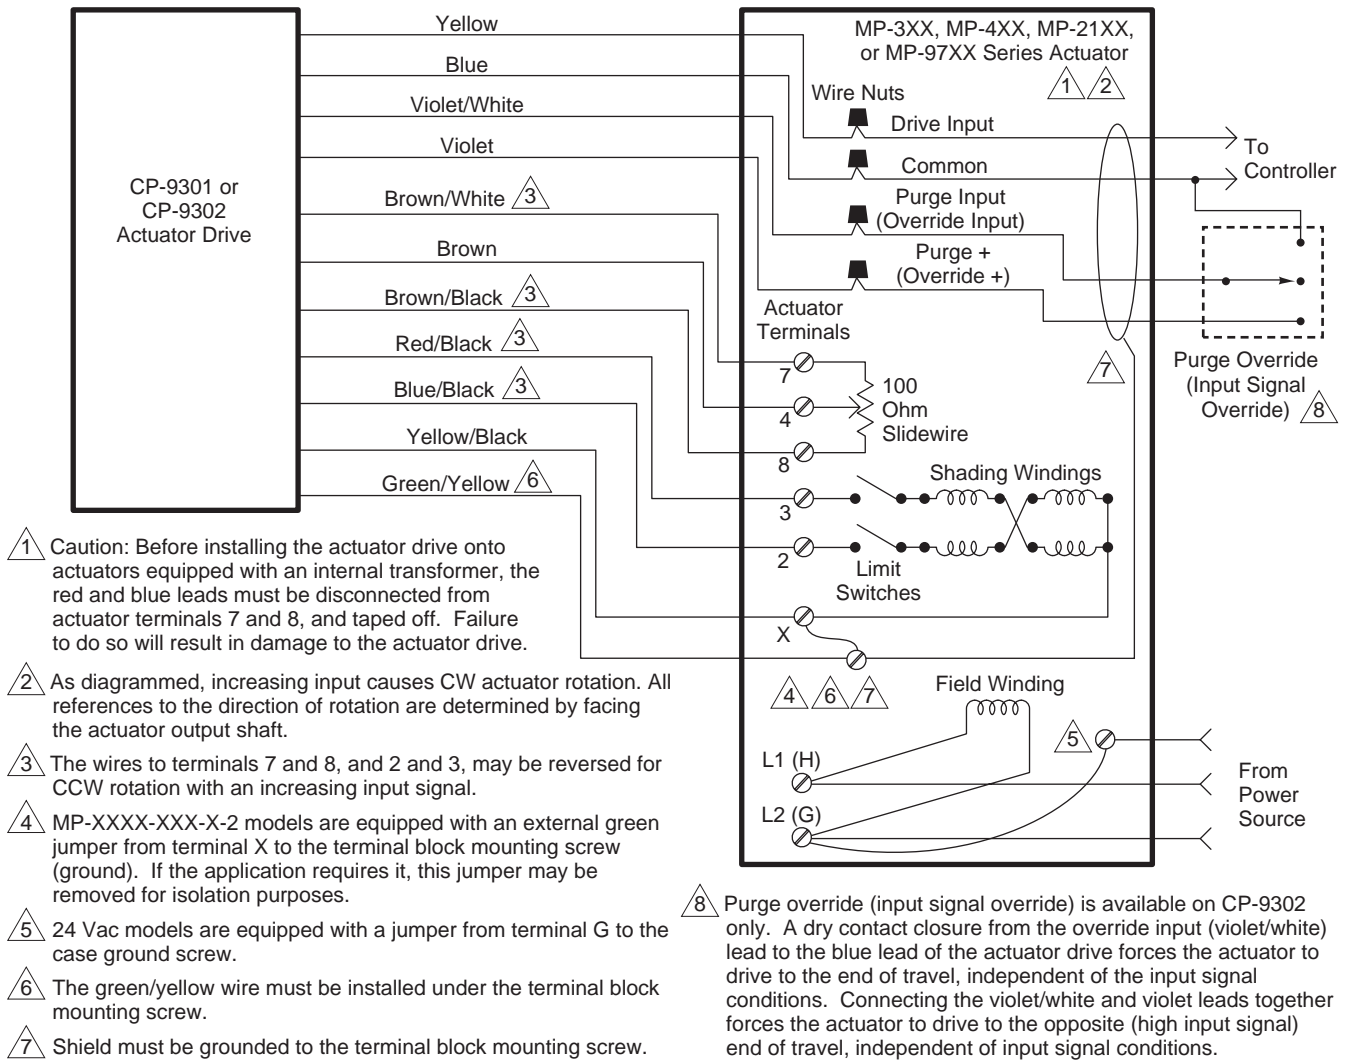 Yellow
Blue
Violet/White
Violet
Brown/White 3
Brown
Brown/Black 3
Red/Black 3
Blue/Black 3
Yellow/Black
Green/Yellow 6
CP-9301 or
CP-9302
Actuator Drive
MP-3XX, MP-4XX, MP-21XX,
or MP-97XX Series Actuator
1 2
Wire Nuts
Drive Input
Common
Purge Input
(Override Input)
Purge +
(Override +)
To
Controller
Actuator
Terminals
7
4
8
3
2
X
100
Ohm
Slidewire
7
Purge Override
(Input Signal
Override) 8
Shading Windings
Limit
Switches
4 6 7
Field Winding
5
L1 (H)
L2 (G)
From
Power
Source
1 Caution: Before installing the actuator drive onto
actuators equipped with an internal transformer, the
red and blue leads must be disconnected from
actuator terminals 7 and 8, and taped off. Failure
to do so will result in damage to the actuator drive.
2 As diagrammed, increasing input causes CW actuator rotation. All
references to the direction of rotation are determined by facing
the actuator output shaft.
3 The wires to terminals 7 and 8, and 2 and 3, may be reversed for
CCW rotation with an increasing input signal.
4 MP-XXXX-XXX-X-2 models are equipped with an external green
jumper from terminal X to the terminal block mounting screw
(ground). If the application requires it, this jumper may be
removed for isolation purposes.
5 24 Vac models are equipped with a jumper from terminal G to the
case ground screw.
6 The green/yellow wire must be installed under the terminal block
mounting screw.
7 Shield must be grounded to the terminal block mounting screw.
8 Purge override (input signal override) is available on CP-9302
only. A dry contact closure from the override input (violet/white)
lead to the blue lead of the actuator drive forces the actuator to
drive to the end of travel, independent of the input signal
conditions. Connecting the violet/white and violet leads together
forces the actuator to drive to the opposite (high input signal)
end of travel, independent of input signal conditions.